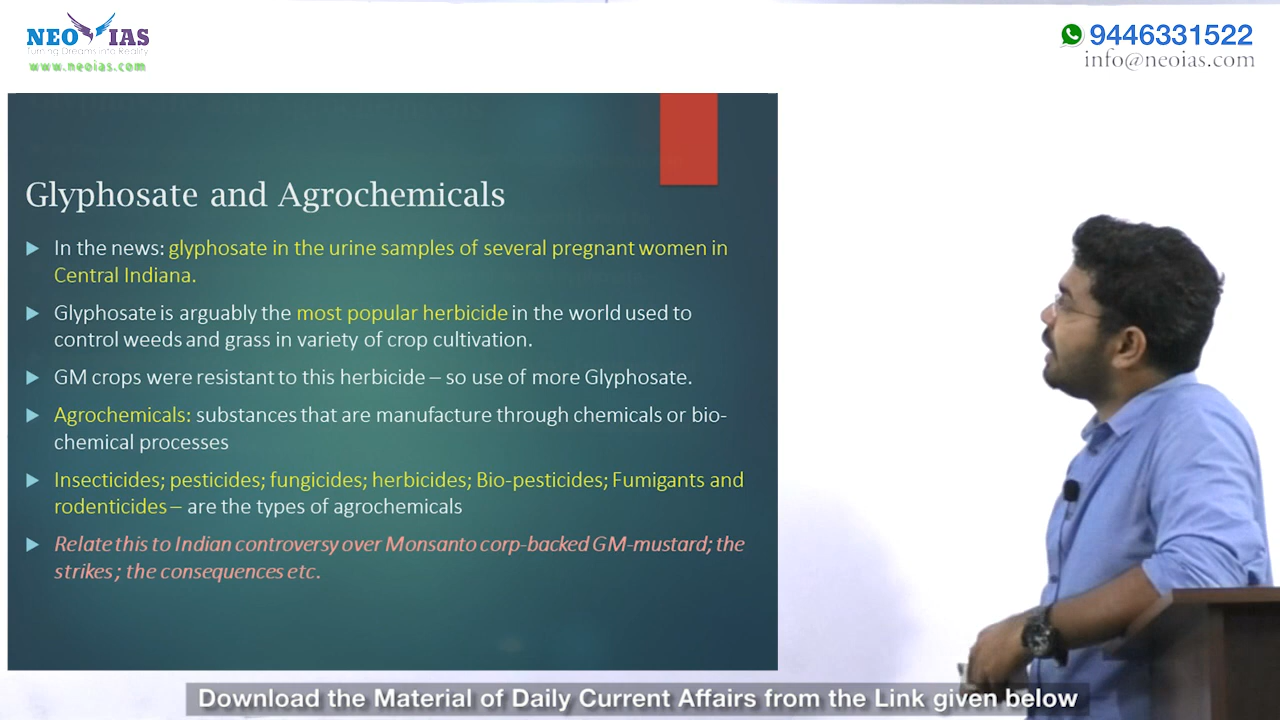 NEO IAS
Turning Dreams into Reality
www.neoias.com
9446331522
info@neoias.com
Glyphosate and Agrochemicals
In the news: glyphosate in the urine samples of several pregnant women in
Central Indiana.
Glyphosate is arguably the most popular herbicide in the world used to
control weeds and grass in variety of crop cultivation.
GM crops were resistant to this herbicide – so use of more Glyphosate.
Agrochemicals: substances that are manufacture through chemicals or bio-
chemical processes
Insecticides; pesticides; fungicides; herbicides; Bio-pesticides; Fumigants and
rodenticides – are the types of agrochemicals
Relate this to Indian controversy over Monsanto corp-backed GM-mustard; the
strikes ; the consequences etc.
Download the Material of Daily Current Affairs from the Link given below